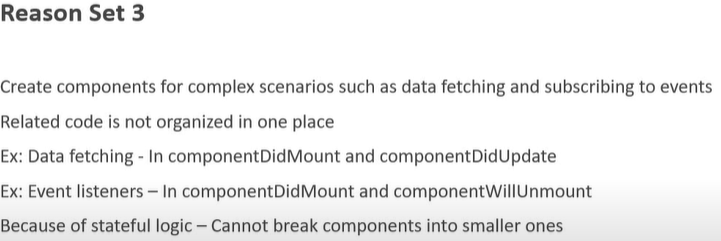 Reason Set 3
Create components for complex scenarios such as data fetching and subscribing to events
Related code is not organized in one place
Ex: Data fetching - In componentDidMount and componentDidUpdate
Ex: Event listeners – In componentDidMount and componentWillUnmount
Because of stateful logic – Cannot break components into smaller ones